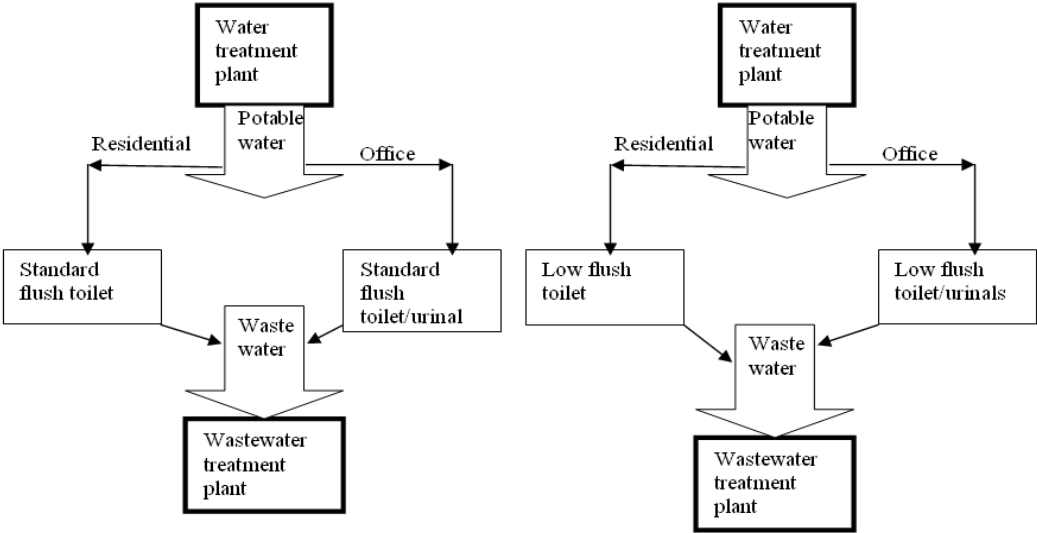 Water
treatment
plant
Potable
water
Residential
Office
Standard
flush toilet
Standard
flush
toilet/urinal
Waste
water
Wastewater
treatment
plant
Water
treatment
plant
Potable
water
Residential
Office
Low flush
toilet
Low flush
toilet/urinals
Waste
water
Wastewater
treatment
plant